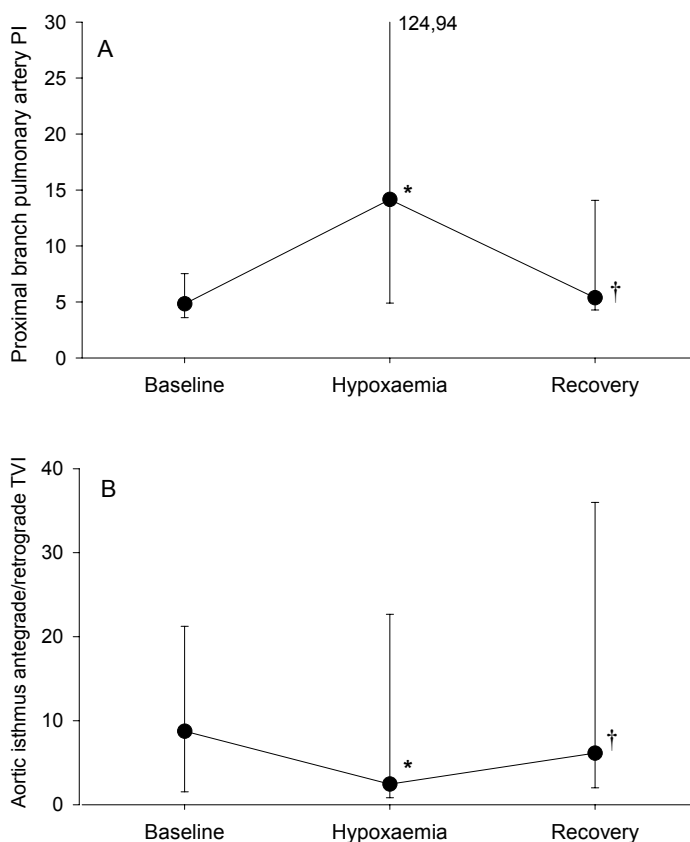 Proximal branch pulmonary artery PI
A
124,94
30
25
20
15
10
5
0
*
†
Baseline Hypoxaemia Recovery
Aortic isthmus antegrade/retrograde TVI
B
40
30
20
10
0
*
†
Baseline Hypoxaemia Recovery